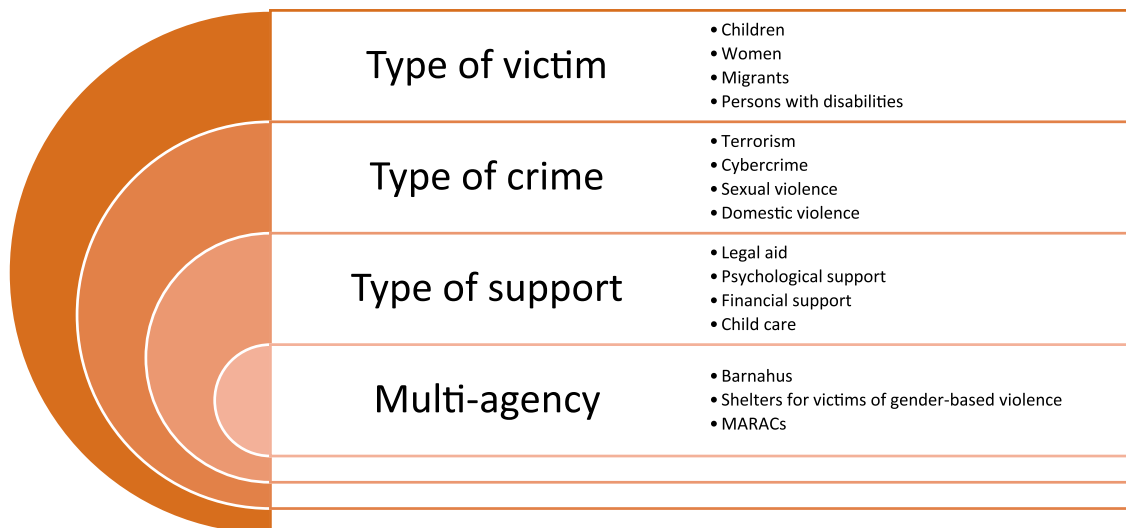 Type of victim
• Children
• Women
• Migrants
• Persons with disabilities
Type of crime
• Terrorism
• Cybercrime
• Sexual violence
• Domestic violence
Type of support
• Legal aid
• Psychological support
• Financial support
• Child care
Multi-agency
• Barnahus
• Shelters for victims of gender-based violence
• MARACs